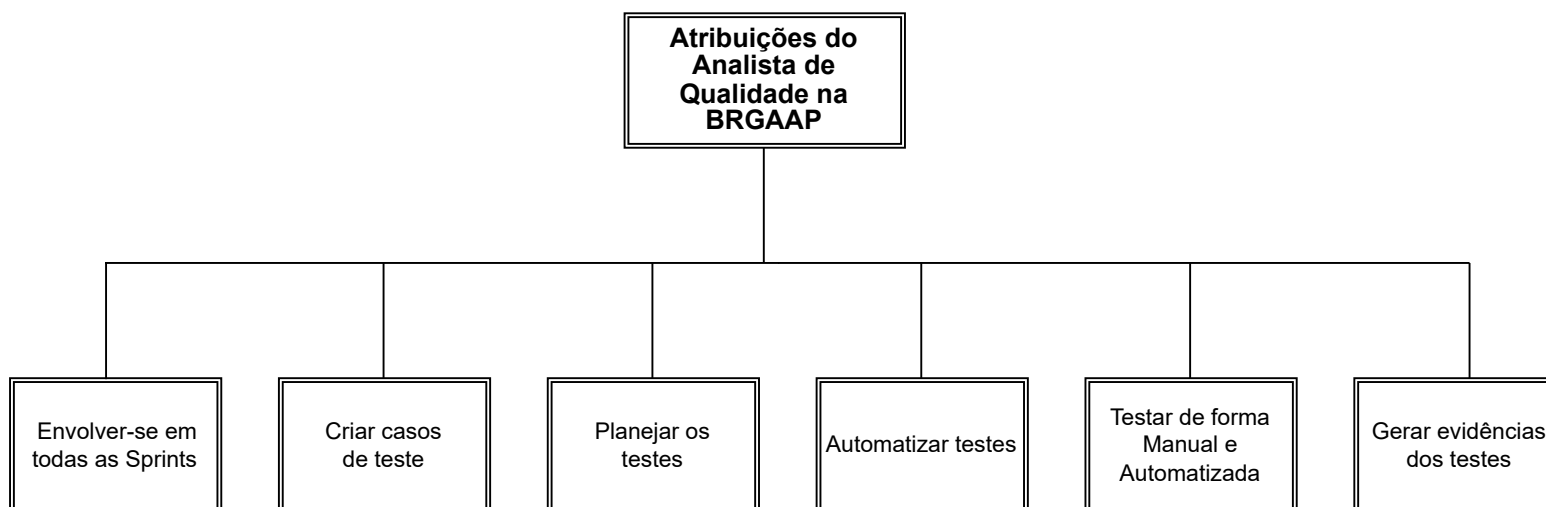 Atribuições do
Analista de
Qualidade na
BRGAAP
Envolver-se em
todas as Sprints
Criar casos
de teste
Planejar os
testes
Automatizar testes
Testar de forma
Manual e
Automatizada
Gerar evidências
dos testes